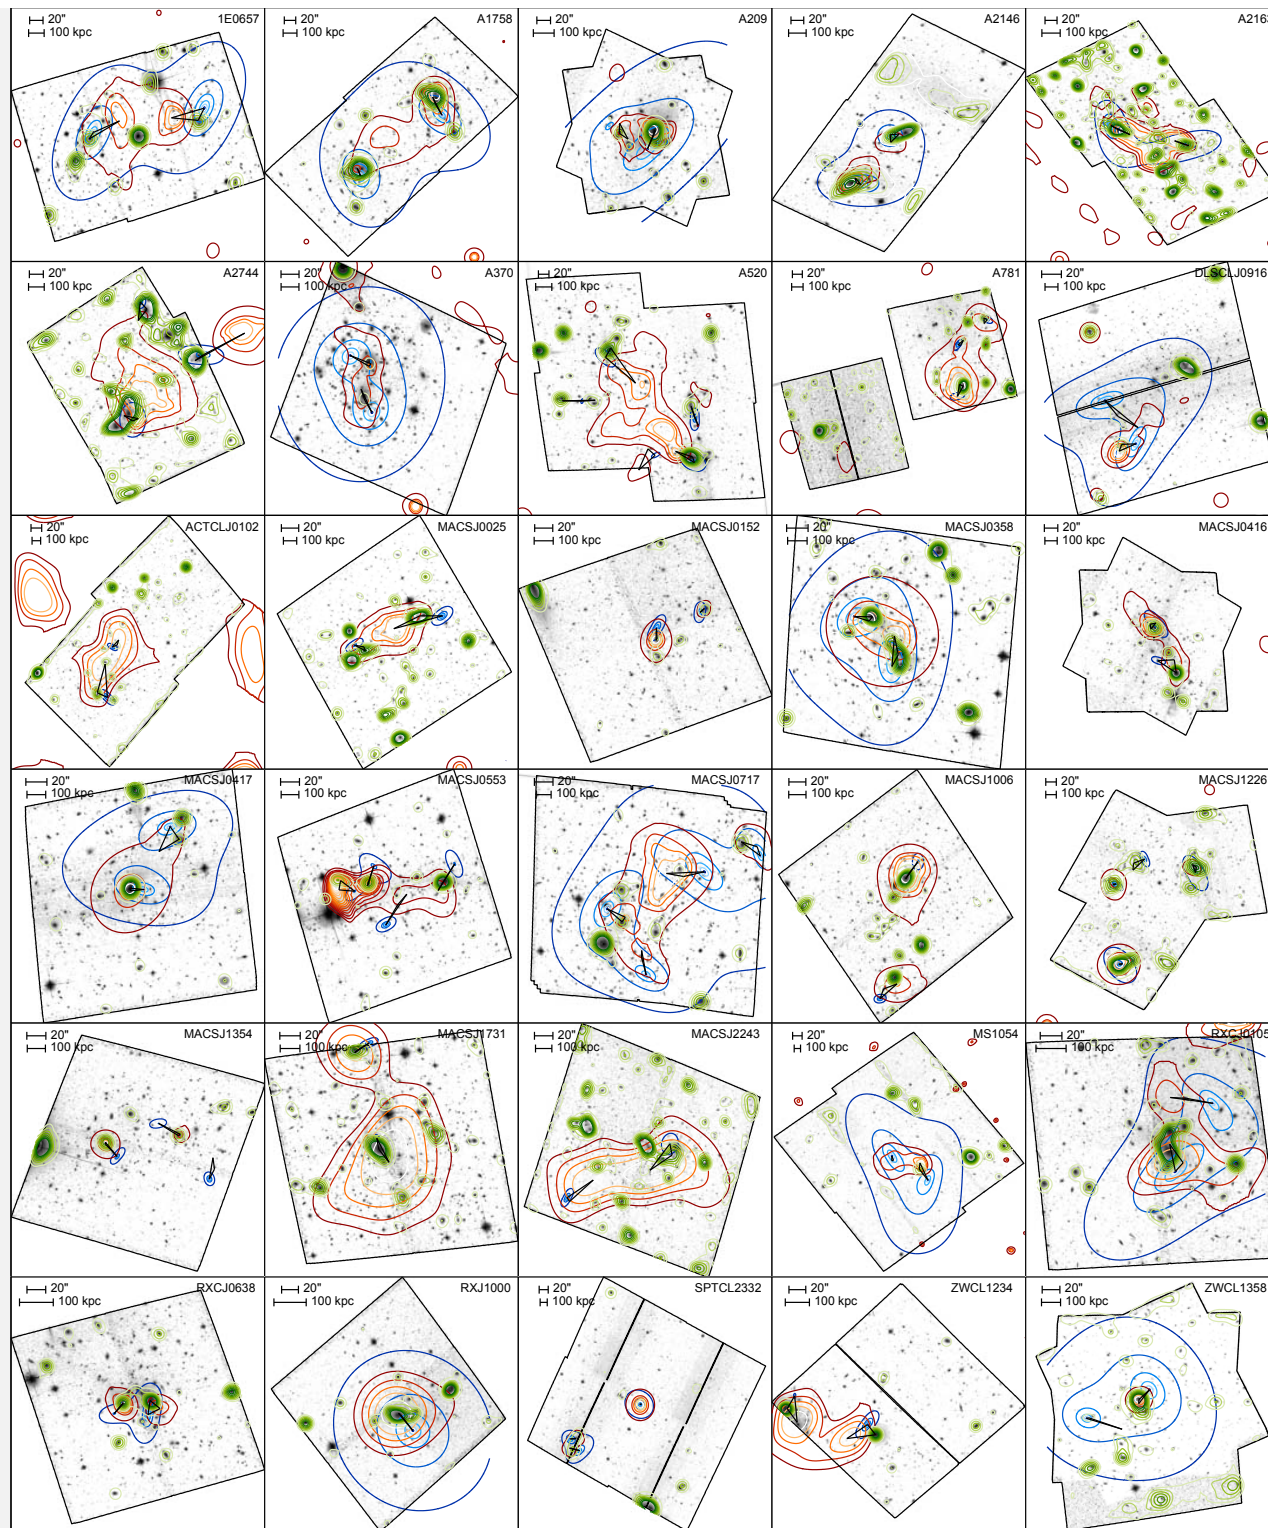 1E0657
20"
100 kpc
A1758
20"
100 kpc
A209
20"
100 kpc
A2146
20"
100 kpc
A2163
20"
100 kpc
A2744
20"
100 kpc
A370
20"
100 kpc
A520
20"
100 kpc
A781
20"
100 kpc
DLSCLJ0916
20"
100 kpc
ACTCLJ0102
20"
100 kpc
MACSJ0025
20"
100 kpc
MACSJ0152
20"
100 kpc
MACSJ0358
20"
100 kpc
MACSJ0416
20"
100 kpc
MACSJ0417
20"
100 kpc
MACSJ0553
20"
100 kpc
MACSJ0717
20"
100 kpc
MACSJ1006
20"
100 kpc
MACSJ1226
20"
100 kpc
MACSJ1354
20"
100 kpc
MACSJ1731
20"
100 kpc
MACSJ2243
20"
100 kpc
MS1054
20"
100 kpc
RXCJ0105
20"
100 kpc
RXCJ0638
20"
100 kpc
RXJ1000
20"
100 kpc
SPTCL2332
20"
100 kpc
ZWCL1234
20"
100 kpc
ZWCL1358
20"
100 kpc